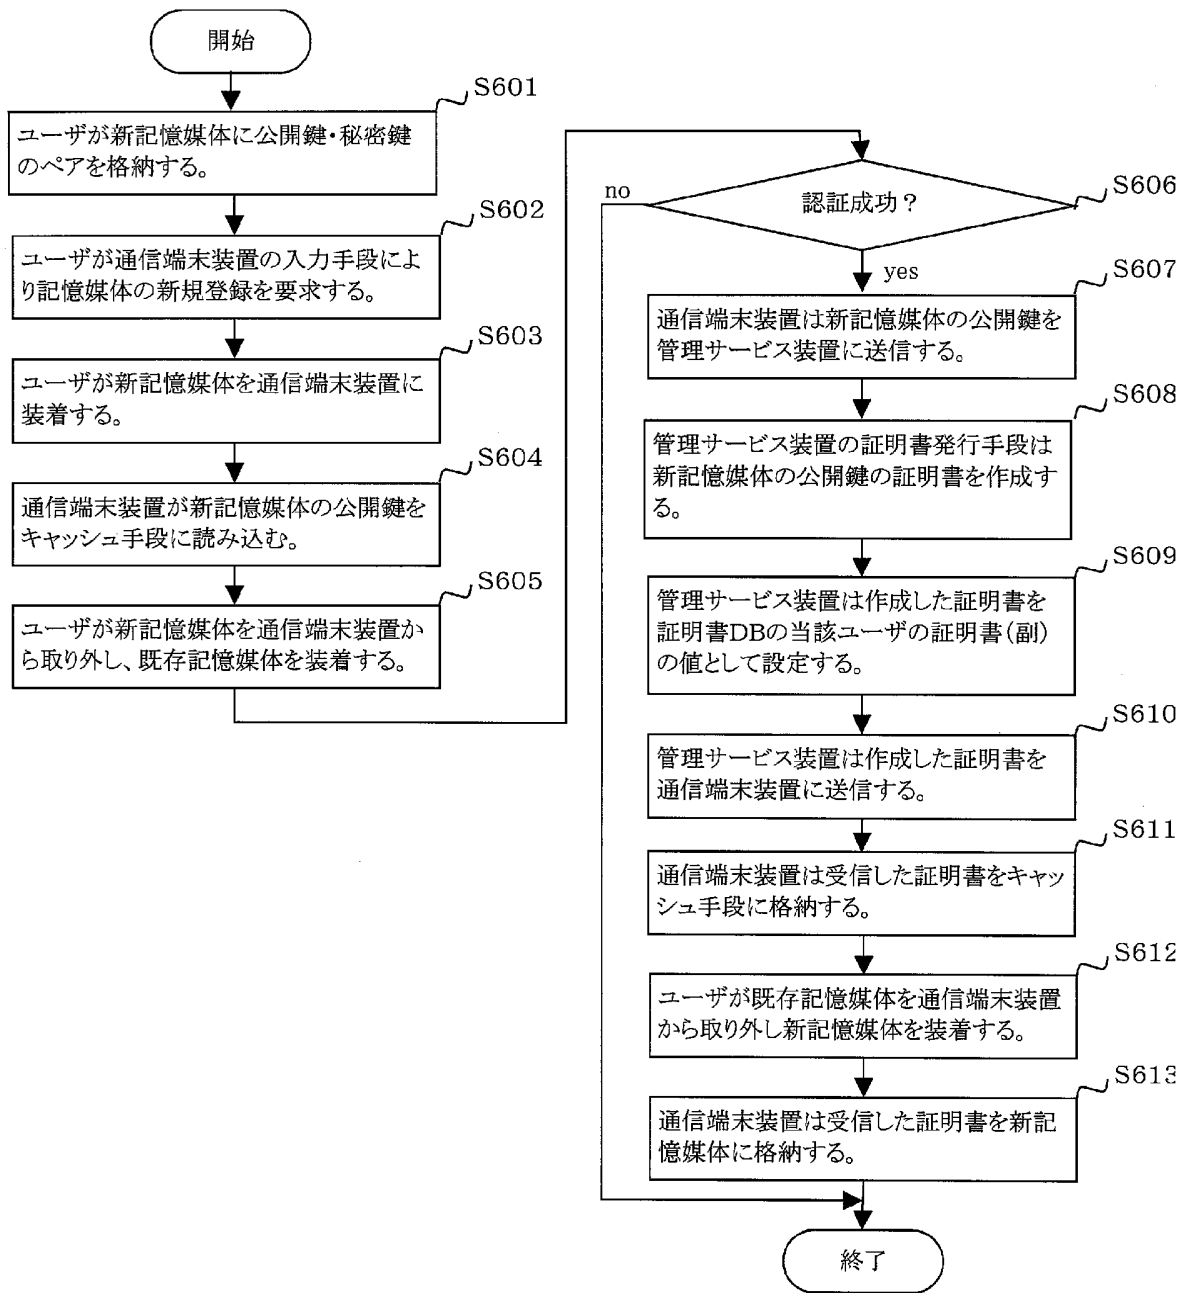 開始
S601
ユーザが新記憶媒体に公開鍵・秘密鍵
のペアを格納する。
S602
ユーザが通信端末装置の入力手段によ
り記憶媒体の新規登録を要求する。
S603
ユーザが新記憶媒体を通信端末装置に
装着する。
S604
通信端末装置が新記憶媒体の公開鍵を
キャッシュ手段に読み込む。
S605
ユーザが新記憶媒体を通信端末装置か
ら取り外し、既存記憶媒体を装着する。
S606
認証成功?
no
yes
S607
通信端末装置は新記憶媒体の公開鍵を
管理サービス装置に送信する。
S608
管理サービス装置の証明書発行手段は
新記憶媒体の公開鍵の証明書を作成す
る。
S609
管理サービス装置は作成した証明書を
証明書DBの当該ユーザの証明書(副)
の値として設定する。
S610
管理サービス装置は作成した証明書を
通信端末装置に送信する。
S611
通信端末装置は受信した証明書をキャッ
シュ手段に格納する。
S612
ユーザが既存記憶媒体を通信端末装置
から取り外し新記憶媒体を装着する。
S613
通信端末装置は受信した証明書を新記
憶媒体に格納する。
終了